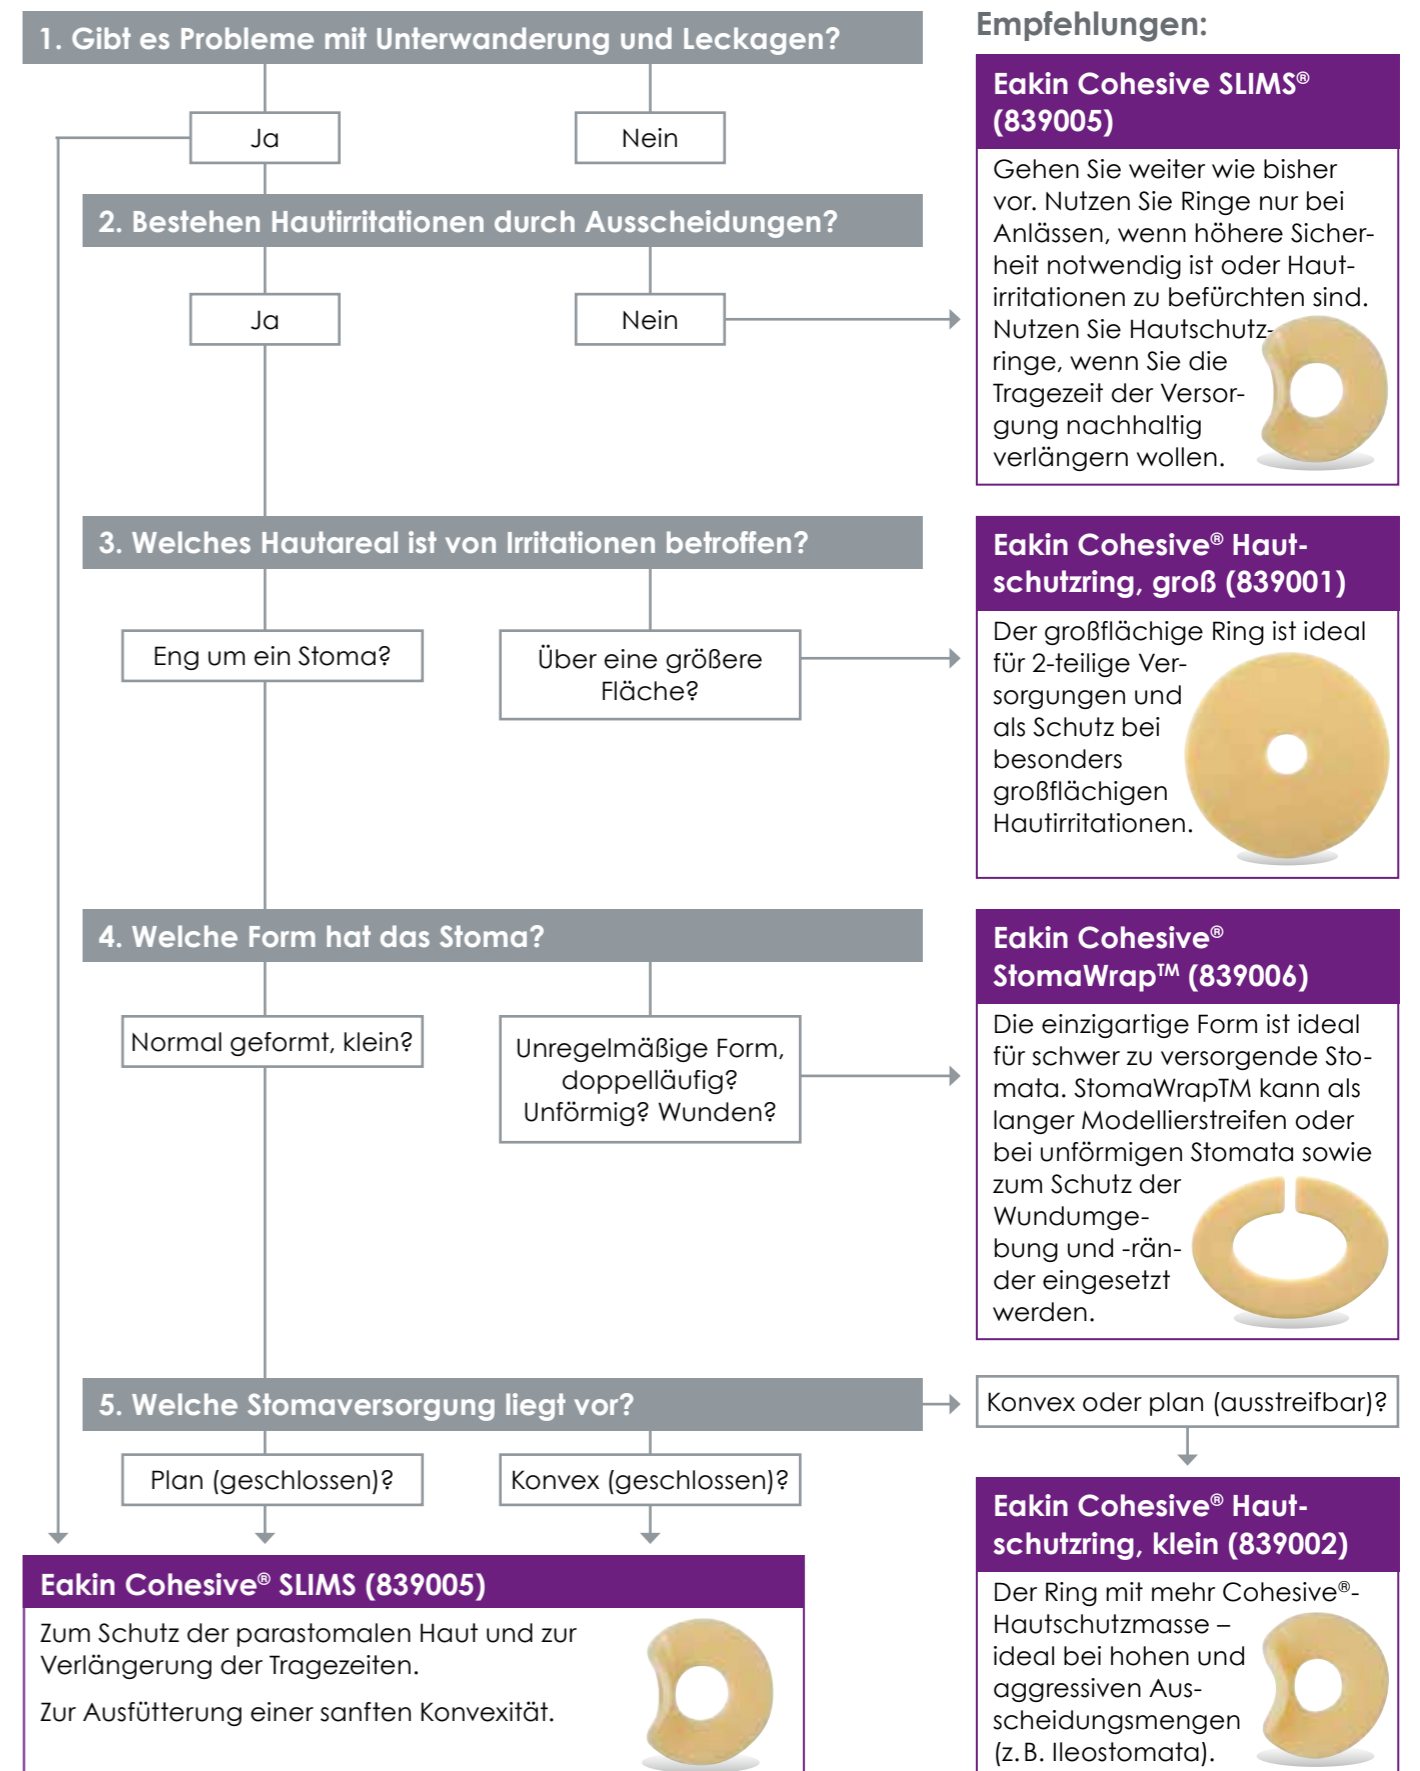 1. Gibt es Probleme mit Unterwanderung und Leckagen?
Ja
Nein
2. Bestehen Hautirritationen durch Ausscheidungen?
Ja
Nein
3. Welches Hautareal ist von Irritationen betroffen?
Eng um ein Stoma?
Über eine größere
Fläche?
4. Welche Form hat das Stoma?
Normal geformt, klein?
Unregelmäßige Form,
doppelläufig?
Unförmig? Wunden?
5. Welche Stomaversorgung liegt vor?
Plan (geschlossen)?
Konvex (geschlossen)?
Eakin Cohesive® SLIMS (839005)
Zum Schutz der parastomalen Haut und zur
Verlängerung der Tragezeiten.
Zur Ausfütterung einer sanften Konvexität.
Empfehlungen:
Eakin Cohesive SLIMS®
(839005)
Gehen Sie weiter wie bisher
vor. Nutzen Sie Ringe nur bei
Anlässen, wenn höhere Sicher-
heit notwendig ist oder Haut-
irritationen zu befürchten sind.
Nutzen Sie Hautschutz-
ringe, wenn Sie die
Tragezeit der Versor-
gung nachhaltig
verlängern wollen.
Eakin Cohesive® Haut-
schutzring, groß (839001)
Der großflächige Ring ist ideal
für 2-teilige Ver-
sorgungen und
als Schutz bei
besonders
großflächigen
Hautirritationen.
Eakin Cohesive®
StomaWrap™ (839006)
Die einzigartige Form ist ideal
für schwer zu versorgende Sto-
mata. StomaWrapTM kann als
langer Modellierstreifen oder
bei unförmigen Stomata sowie
zum Schutz der
Wundumge-
bung und -rän-
der eingesetzt
werden.
Konvex oder plan (ausstreifbar)?
Eakin Cohesive® Haut-
schutzring, klein (839002)
Der Ring mit mehr Cohesive®-
Hautschutzmasse –
ideal bei hohen und
aggressiven Aus-
scheidungsmengen
(z. B. Ileostomata).